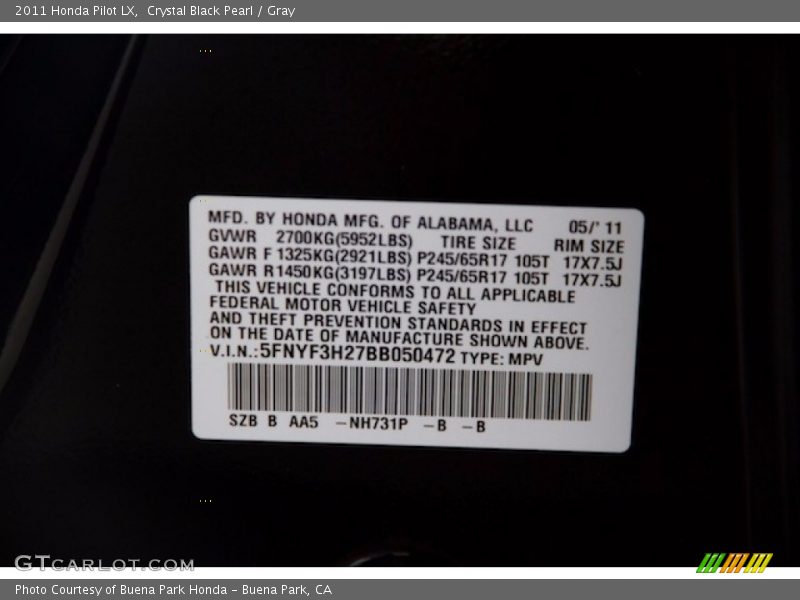 2011 Honda Pilot LX, Crystal Black Pearl / Gray
MFD. BY HONDA MFG. OF ALABAMA, LLC 05/'11
GVWR 2700KG(5952LBS) TIRE SIZE RIM SIZE
GAWR F 1325KG(2921LBS) P245/65R17 105T 17X7.5J
GAWR R1450KG(3197LBS) P245/65R17 105T 17X7.5J
THIS VEHICLE CONFORMS TO ALL APPLICABLE
FEDERAL MOTOR VEHICLE SAFETY
AND THEFT PREVENTION STANDARDS IN EFFECT
ON THE DATE OF MANUFACTURE SHOWN ABOVE.
V.I.N.:5FNYF3H27BB050472 TYPE: MPV
SZB B AA5 -NH731P -B -B
GTCARLOT.COM
Photo Courtesy of Buena Park Honda - Buena Park, CA